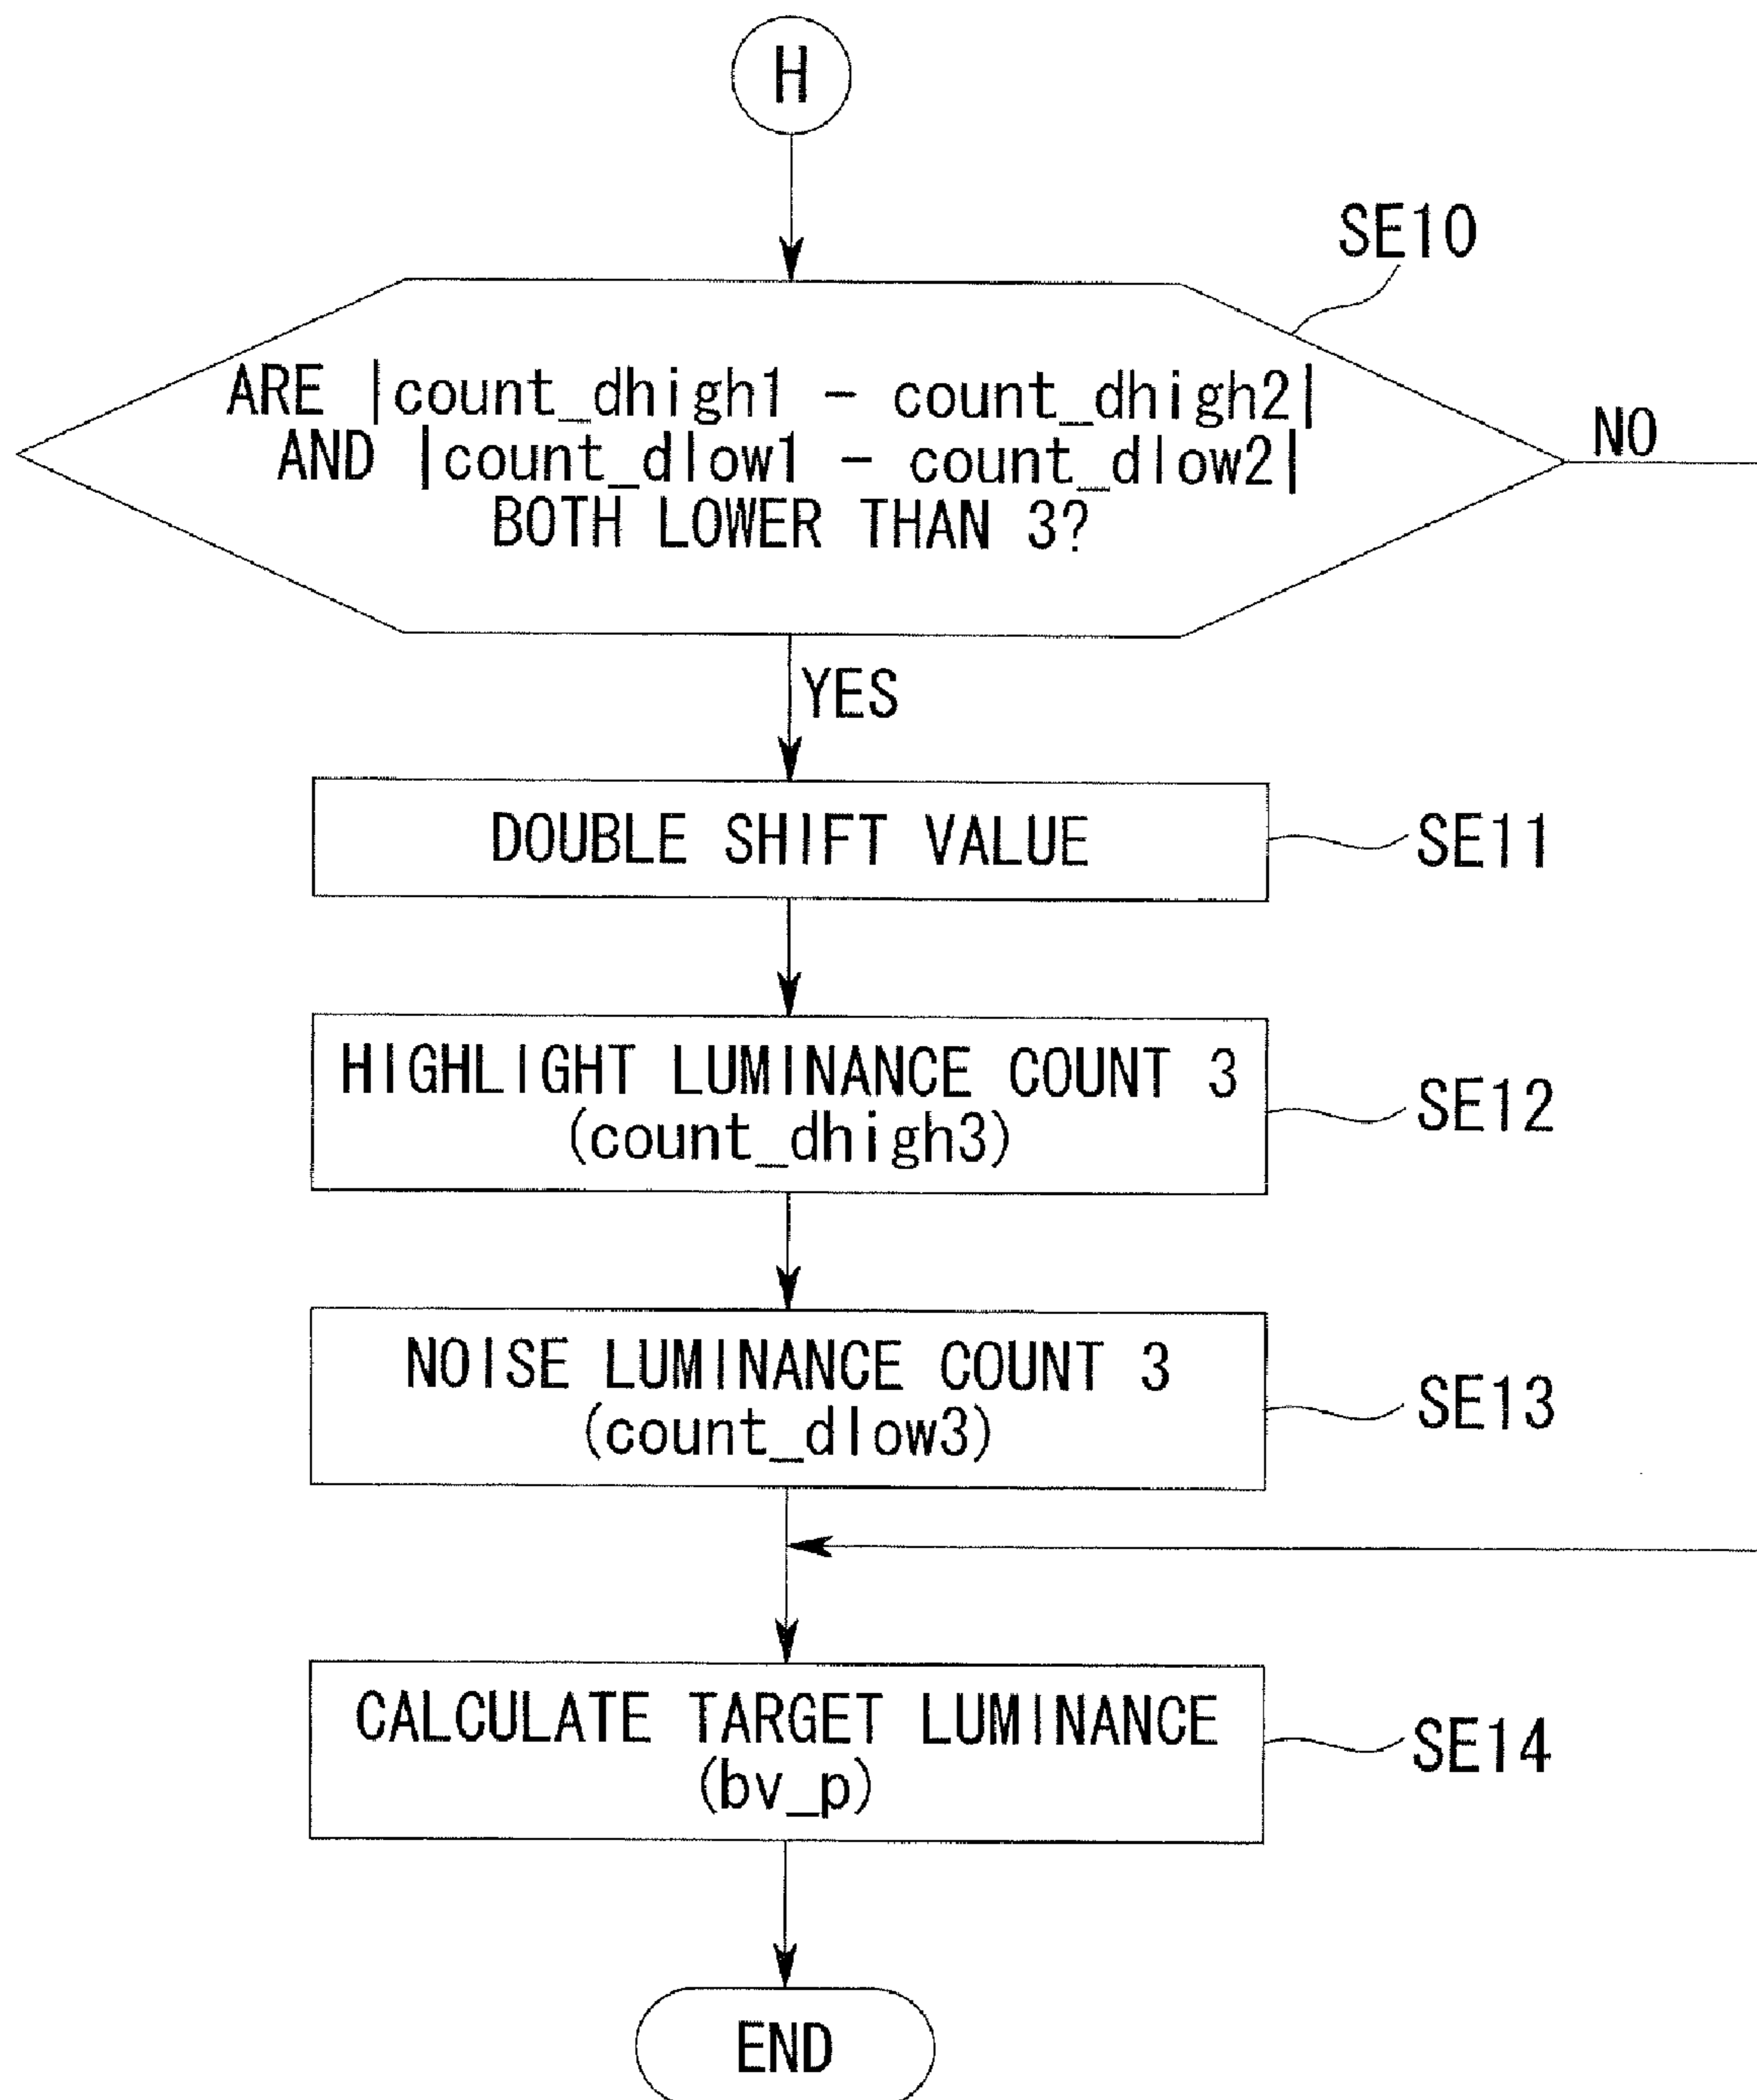 H
SE10
ARE |count_dhigh1 - count_dhigh2|
AND |count_dlow1 - count_dlow2|
BOTH LOWER THAN 3?
NO
YES
DOUBLE SHIFT VALUE
SE11
HIGHLIGHT LUMINANCE COUNT 3
(count_dhigh3)
SE12
NOISE LUMINANCE COUNT 3
(count_dlow3)
SE13
CALCULATE TARGET LUMINANCE
(bv_p)
SE14
END